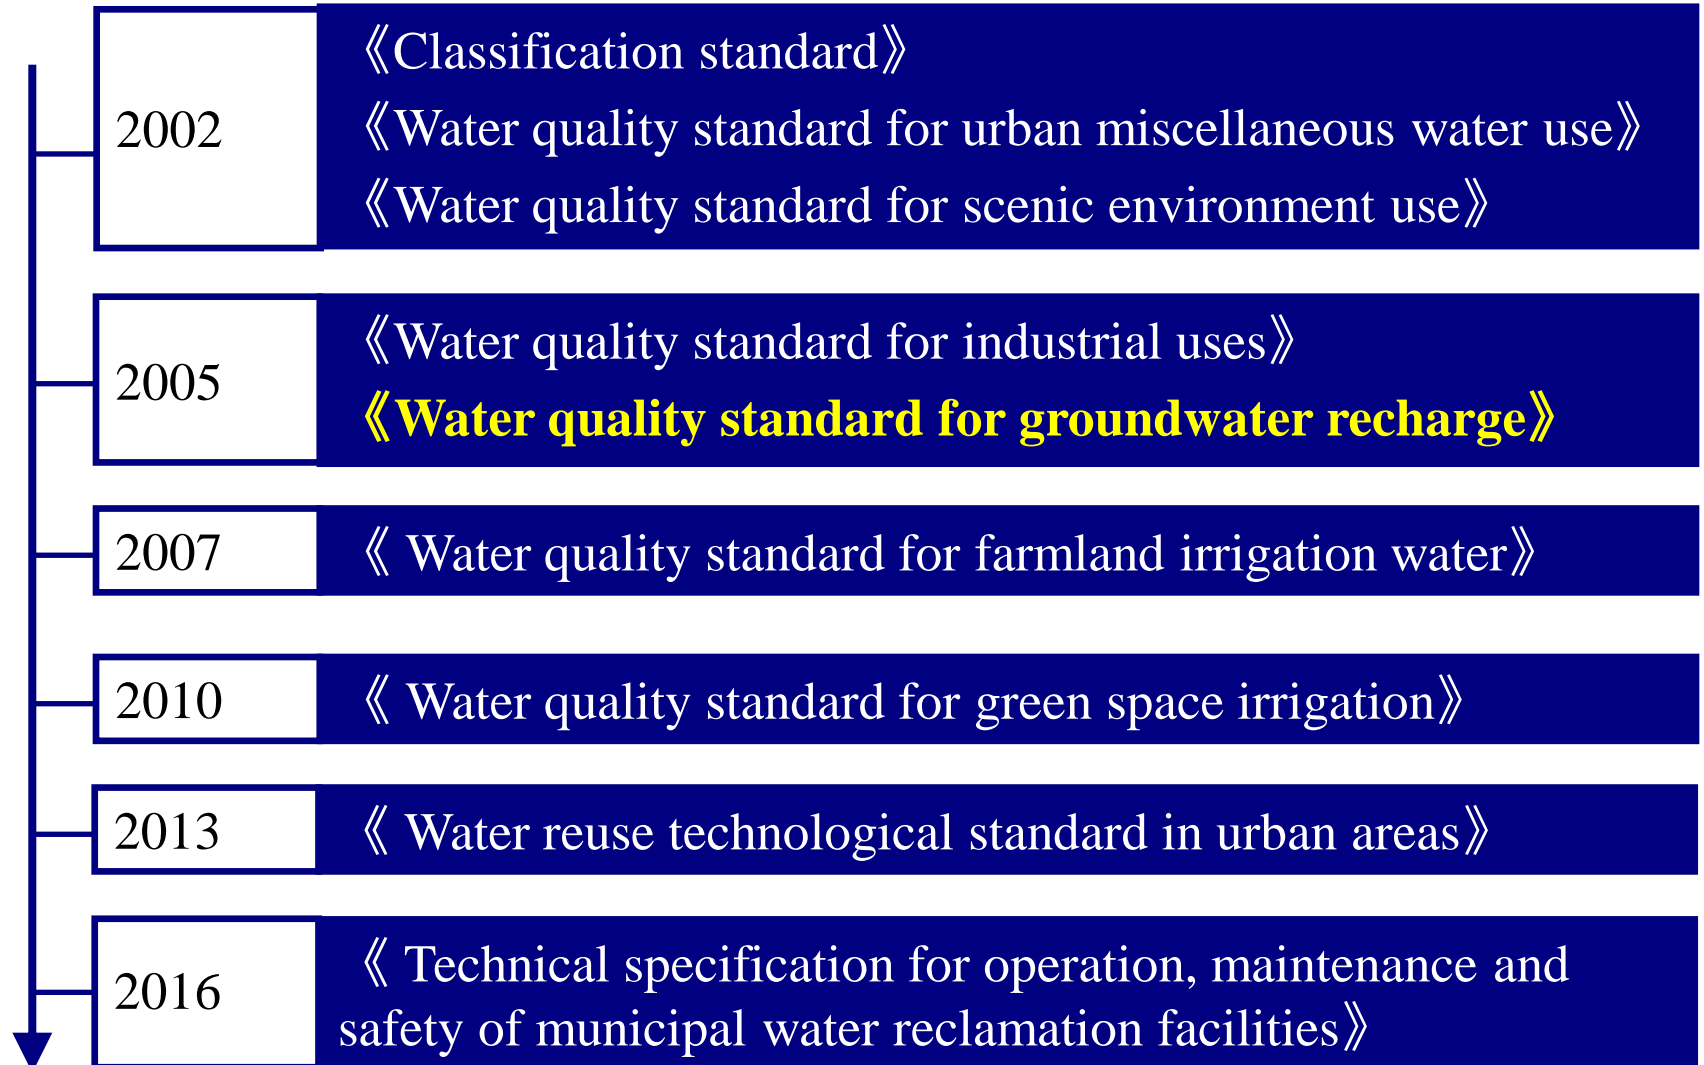 2002
《Classification standard》
《Water quality standard for urban miscellaneous water use》
《Water quality standard for scenic environment use》
2005
《Water quality standard for industrial uses》
《Water quality standard for groundwater recharge》
2007
《 Water quality standard for farmland irrigation water》
2010
《 Water quality standard for green space irrigation》
2013
《 Water reuse technological standard in urban areas》
2016
《 Technical specification for operation, maintenance and
safety of municipal water reclamation facilities》